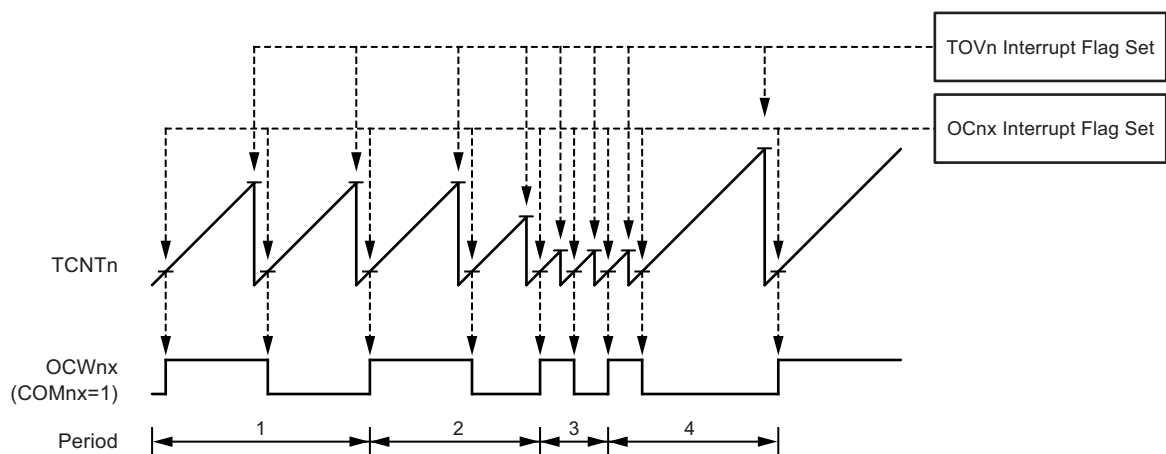 TOVn Interrupt Flag Set
OCnx Interrupt Flag Set
TCNTn
OCWnx
(COMnx=1)
Period
1
2
3
4